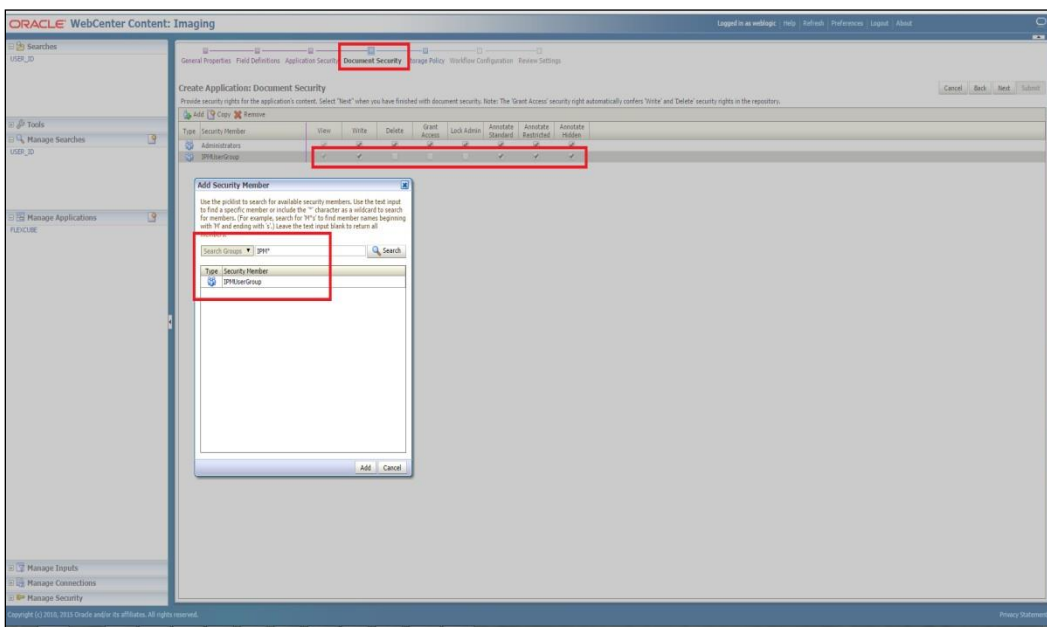 ORACLE WebCenter Content: Imaging
Logged in as weblogic Help Refresh Preferences Logout About
Searches
USER_ID
Tools
Manage Searches
USER_ID
Manage Applications
FLEXCUBE
Manage Inputs
Manage Connections
Manage Security
General Properties Field Definitions Application Security Document Security Storage Policy Workflow Configuration Review Settings
Create Application: Document Security
Cancel Back Next Submit
Provide security rights for the application's content. Select "Next" when you have finished with document security. Note: The 'Grant Access' security right automatically confers 'Write' and 'Delete' security rights in the repository.
Add Copy Remove
Type Security Member View Write Delete Grant Access Lock Admin Annotate Standard Annotate Restricted Annotate Hidden
Administrators
IPMUserGroup
Add Security Member
Use the picklist to search for available security members. Use the text input
to find a specific member or include the '*' character as a wildcard to search
for members. (For example, search for 'M*s' to find member names beginning
with 'M' and ending with 's'.) Leave the text input blank to return all
members.
Search Groups IPM* Search
Type Security Member
IPMUserGroup
Add Cancel
Copyright (c) 2010, 2015 Oracle and/or its affiliates. All rights reserved.
Privacy Statement